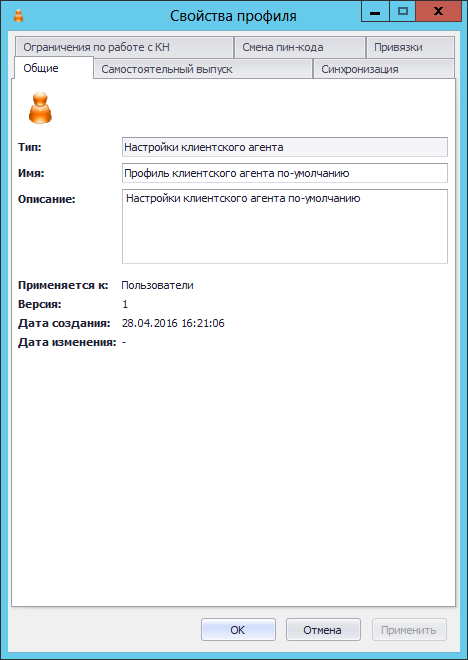 Свойства профиля
Ограничения по работе с КН
Смена пин-кода
Привязки
Общие
Самостоятельный выпуск
Синхронизация
Тип: Настройки клиентского агента
Имя: Профиль клиентского агента по-умолчанию
Описание: Настройки клиентского агента по-умолчанию
Применяется к: Пользователи
Версия: 1
Дата создания: 28.04.2016 16:21:06
Дата изменения: -
ОК
Отмена
Применить